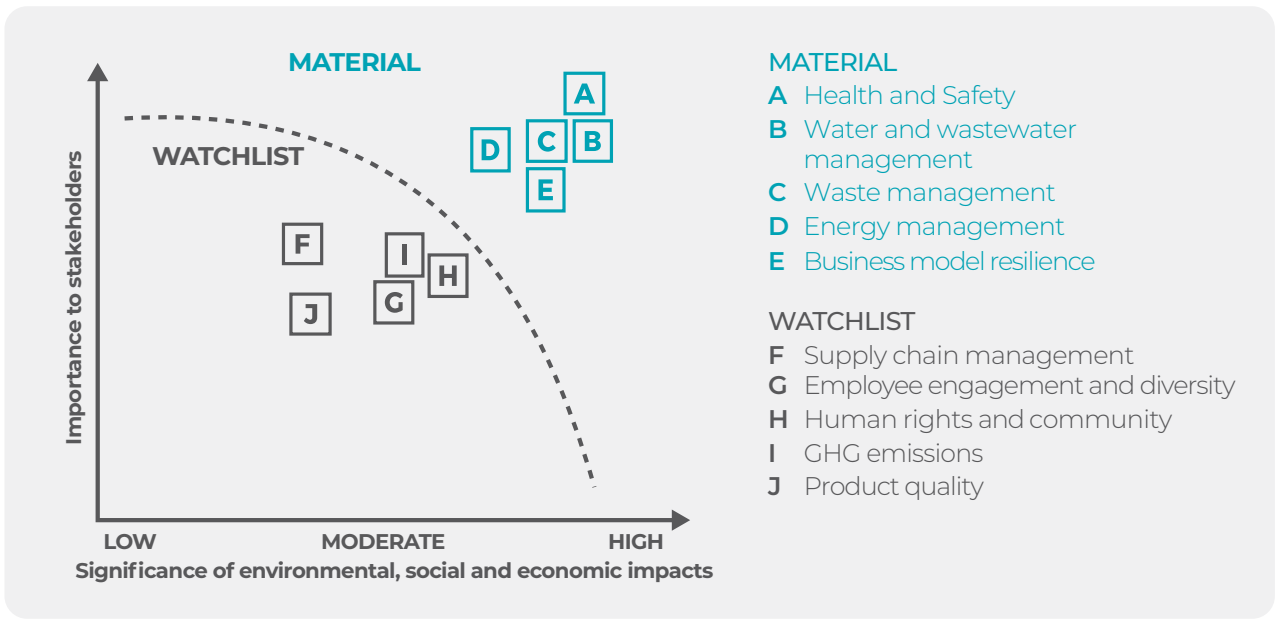 MATERIAL
WATCHLIST
A
D
C
B
E
F
I
H
G
J
Importance to stakeholders
LOW
MODERATE
HIGH
Significance of environmental, social and economic impacts
MATERIAL
A Health and Safety
B Water and wastewater
management
C Waste management
D Energy management
E Business model resilience
WATCHLIST
F Supply chain management
G Employee engagement and diversity
H Human rights and community
I GHG emissions
J Product quality